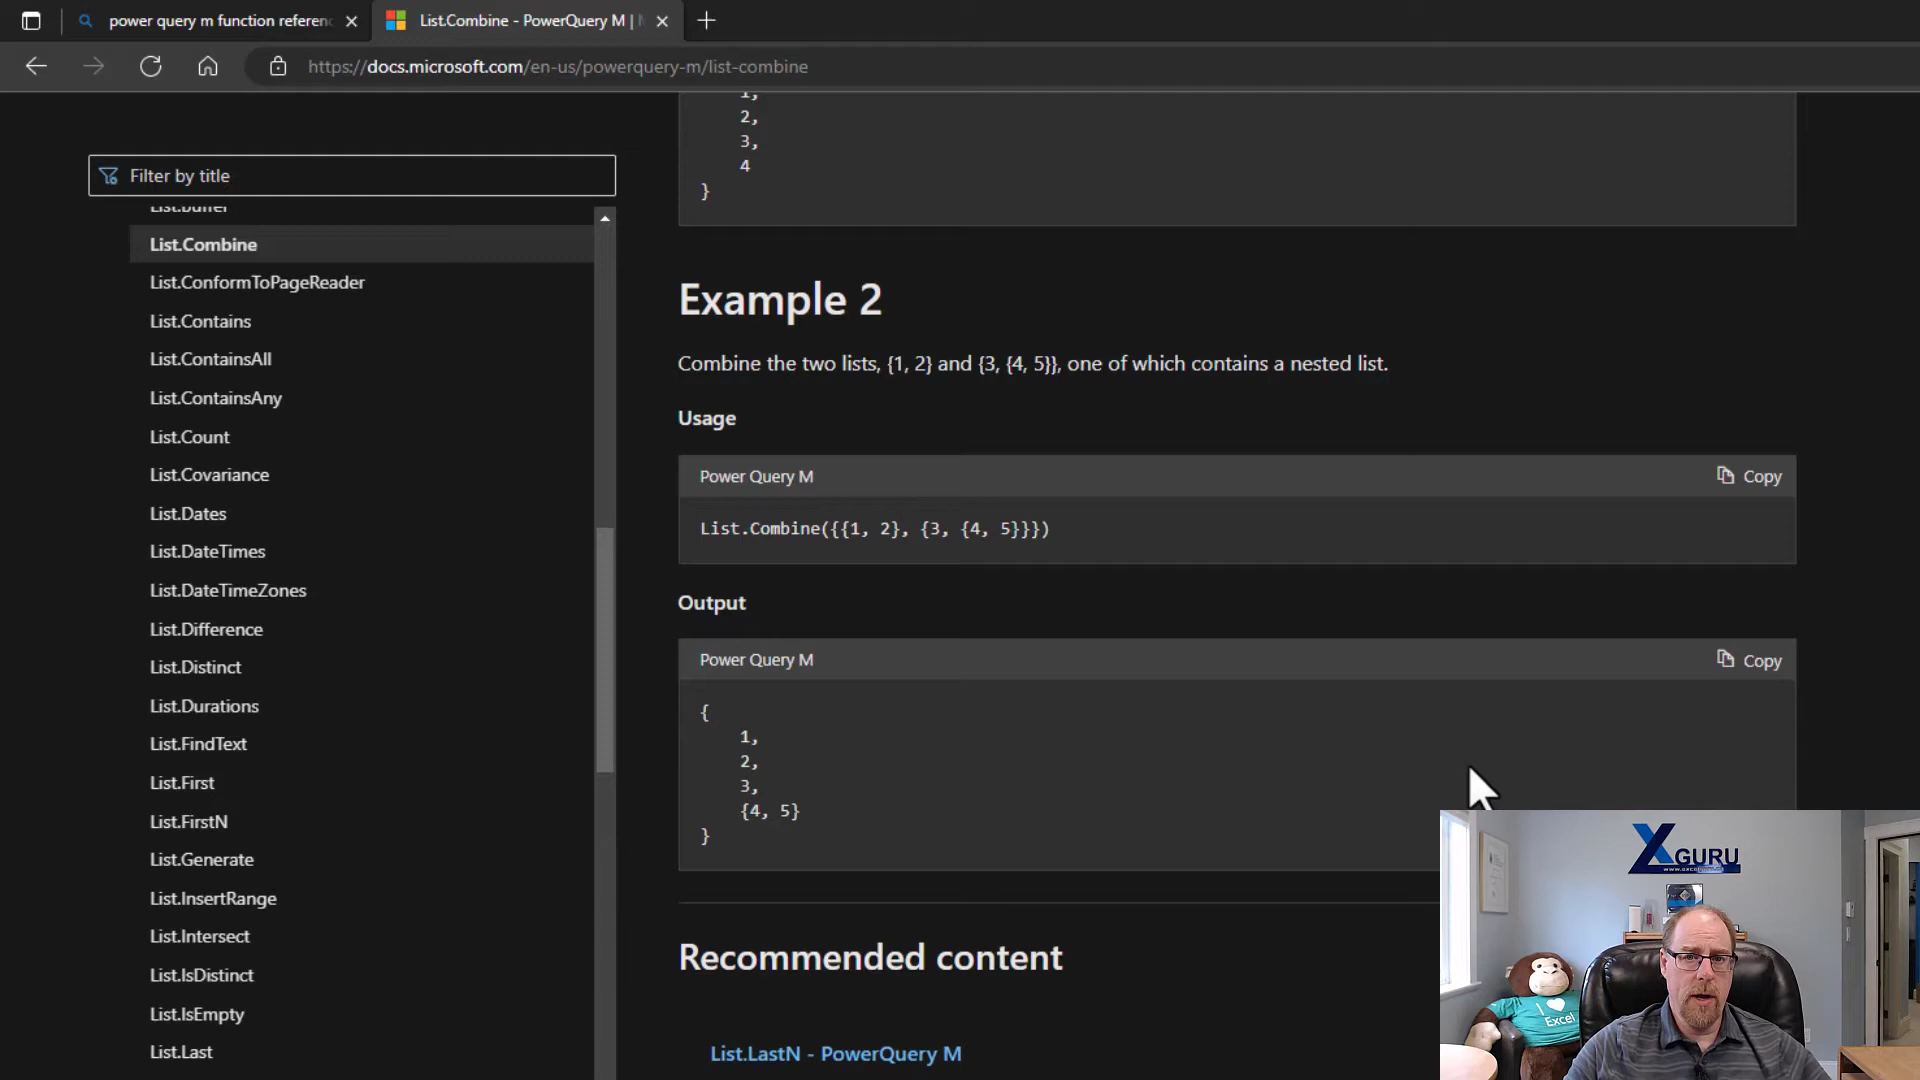 power query m function referenc
List.Combine - PowerQuery M |
https://docs.microsoft.com/en-us/powerquery-m/list-combine
Filter by title
List.Buffer
List.Combine
List.ConformToPageReader
List.Contains
List.ContainsAll
List.ContainsAny
List.Count
List.Covariance
List.Dates
List.DateTimes
List.DateTimeZones
List.Difference
List.Distinct
List.Durations
List.FindText
List.First
List.FirstN
List.Generate
List.InsertRange
List.Intersect
List.IsDistinct
List.IsEmpty
List.Last
1,
2,
3,
4
}
Example 2
Combine the two lists, {1, 2} and {3, {4, 5}}, one of which contains a nested list.
Usage
Power Query M
Copy
List.Combine({{1, 2}, {3, {4, 5}}})
Output
Power Query M
Copy
{
1,
2,
3,
{4, 5}
}
Recommended content
List.LastN - PowerQuery M
X GURU
I
Excel